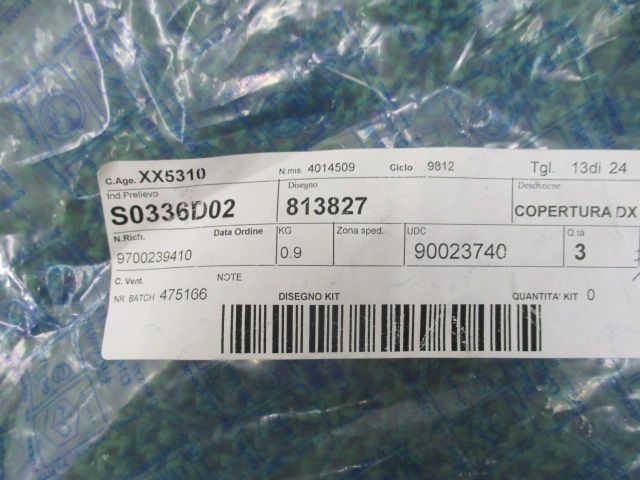 C.Age. XX5310 N.mis. 4014509 Ciclo 9812 Tgl. 13di 24
Ind.Prelievo Disegno Descrizione
S0336D02 813827 COPERTURA DX
N.Rich. Data Ordine KG Zona sped. UDC Q.tà
9700239410 0.9 90023740 3
C. Vent. NOTE
NR. BATCH 475166 DISEGNO KIT QUANTITA' KIT 0